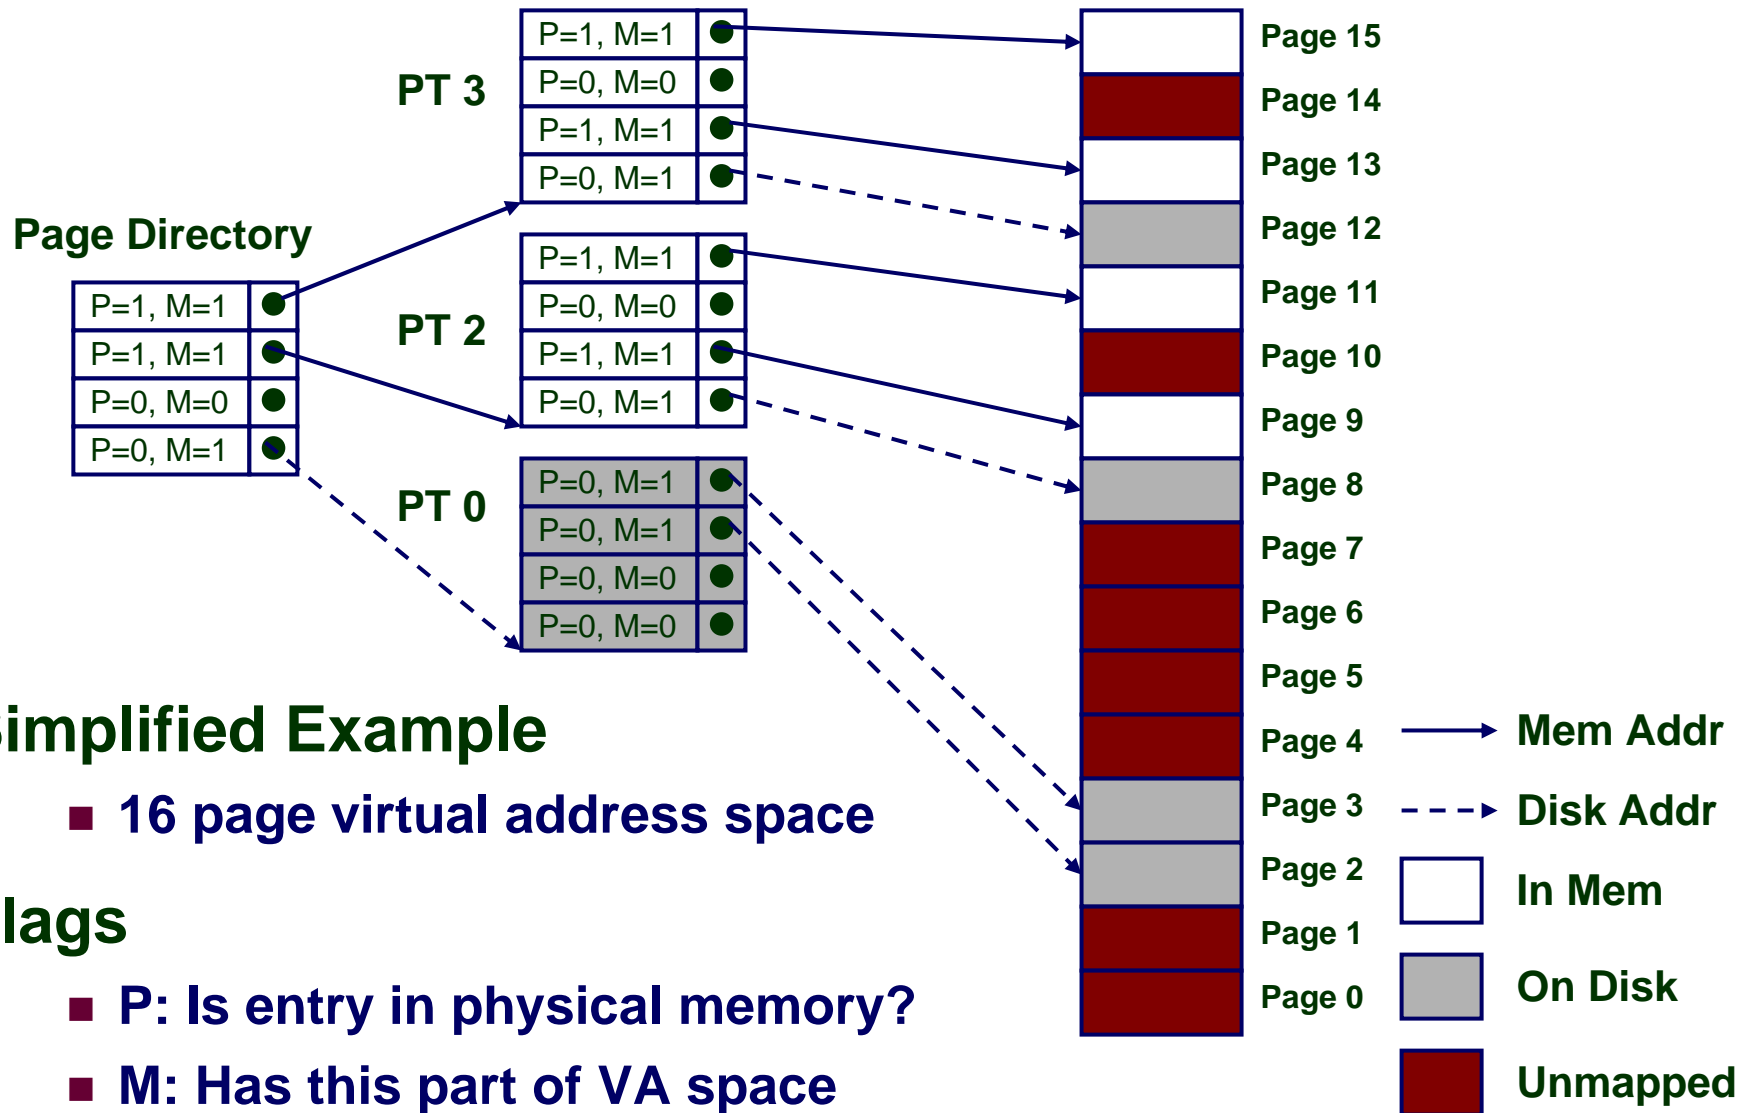 Page Directory
P=1, M=1
P=1, M=1
P=0, M=0
P=0, M=1
PT 3
P=1, M=1
P=0, M=0
P=1, M=1
P=0, M=1
PT 2
P=1, M=1
P=0, M=0
P=1, M=1
P=0, M=1
PT 0
P=0, M=1
P=0, M=1
P=0, M=0
P=0, M=0
Page 15
Page 14
Page 13
Page 12
Page 11
Page 10
Page 9
Page 8
Page 7
Page 6
Page 5
Page 4
Page 3
Page 2
Page 1
Page 0
Mem Addr
Disk Addr
In Mem
On Disk
Unmapped
Simplified Example
16 page virtual address space
lags
P: Is entry in physical memory?
M: Has this part of VA space